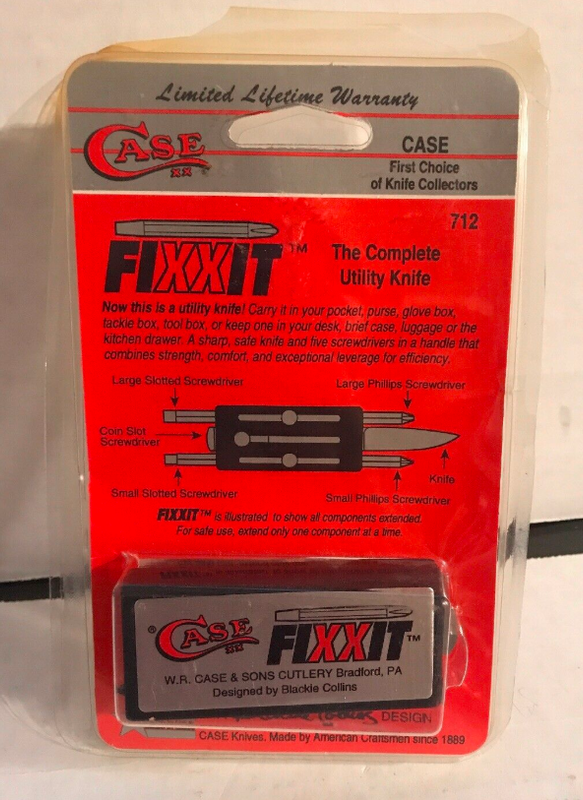 Limited Lifetime Warranty
CASE
XX
CASE
First Choice
of Knife Collectors
712
FIXXIT™
The Complete
Utility Knife
Now this is a utility knife! Carry it in your pocket, purse, glove box,
tackle box, tool box, or keep one in your desk, brief case, luggage or the
kitchen drawer. A sharp, safe knife and five screwdrivers in a handle that
combines strength, comfort, and exceptional leverage for efficiency.
Large Slotted Screwdriver
Large Phillips Screwdriver
Coin Slot
Screwdriver
Knife
Small Slotted Screwdriver
Small Phillips Screwdriver
FIXXIT™ is illustrated to show all components extended.
For safe use, extend only one component at a time.
® CASE
XX
FIXXIT™
W.R. CASE & SONS CUTLERY Bradford, PA
Designed by Blackie Collins
DESIGN
CASE Knives. Made by American Craftsmen since 1889